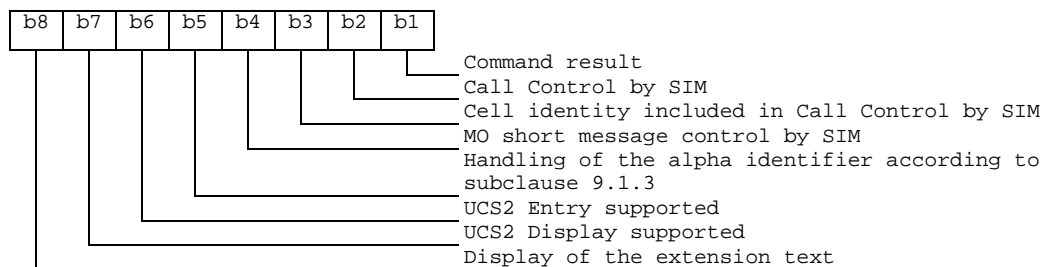 b8 b7 b6 b5 b4 b3 b2 b1
Command result
Call Control by SIM
Cell identity included in Call Control by SIM
MO short message control by SIM
Handling of the alpha identifier according to
subclause 9.1.3
UCS2 Entry supported
UCS2 Display supported
Display of the extension text